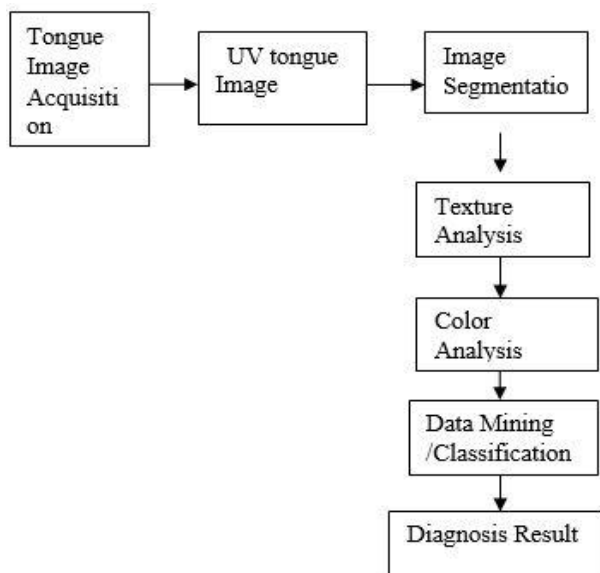 Tongue
Image
Acquisiti
on
UV tongue
Image
Image
Segmentatio
Texture
Analysis
Color
Analysis
Data Mining
/Classification
Diagnosis Result